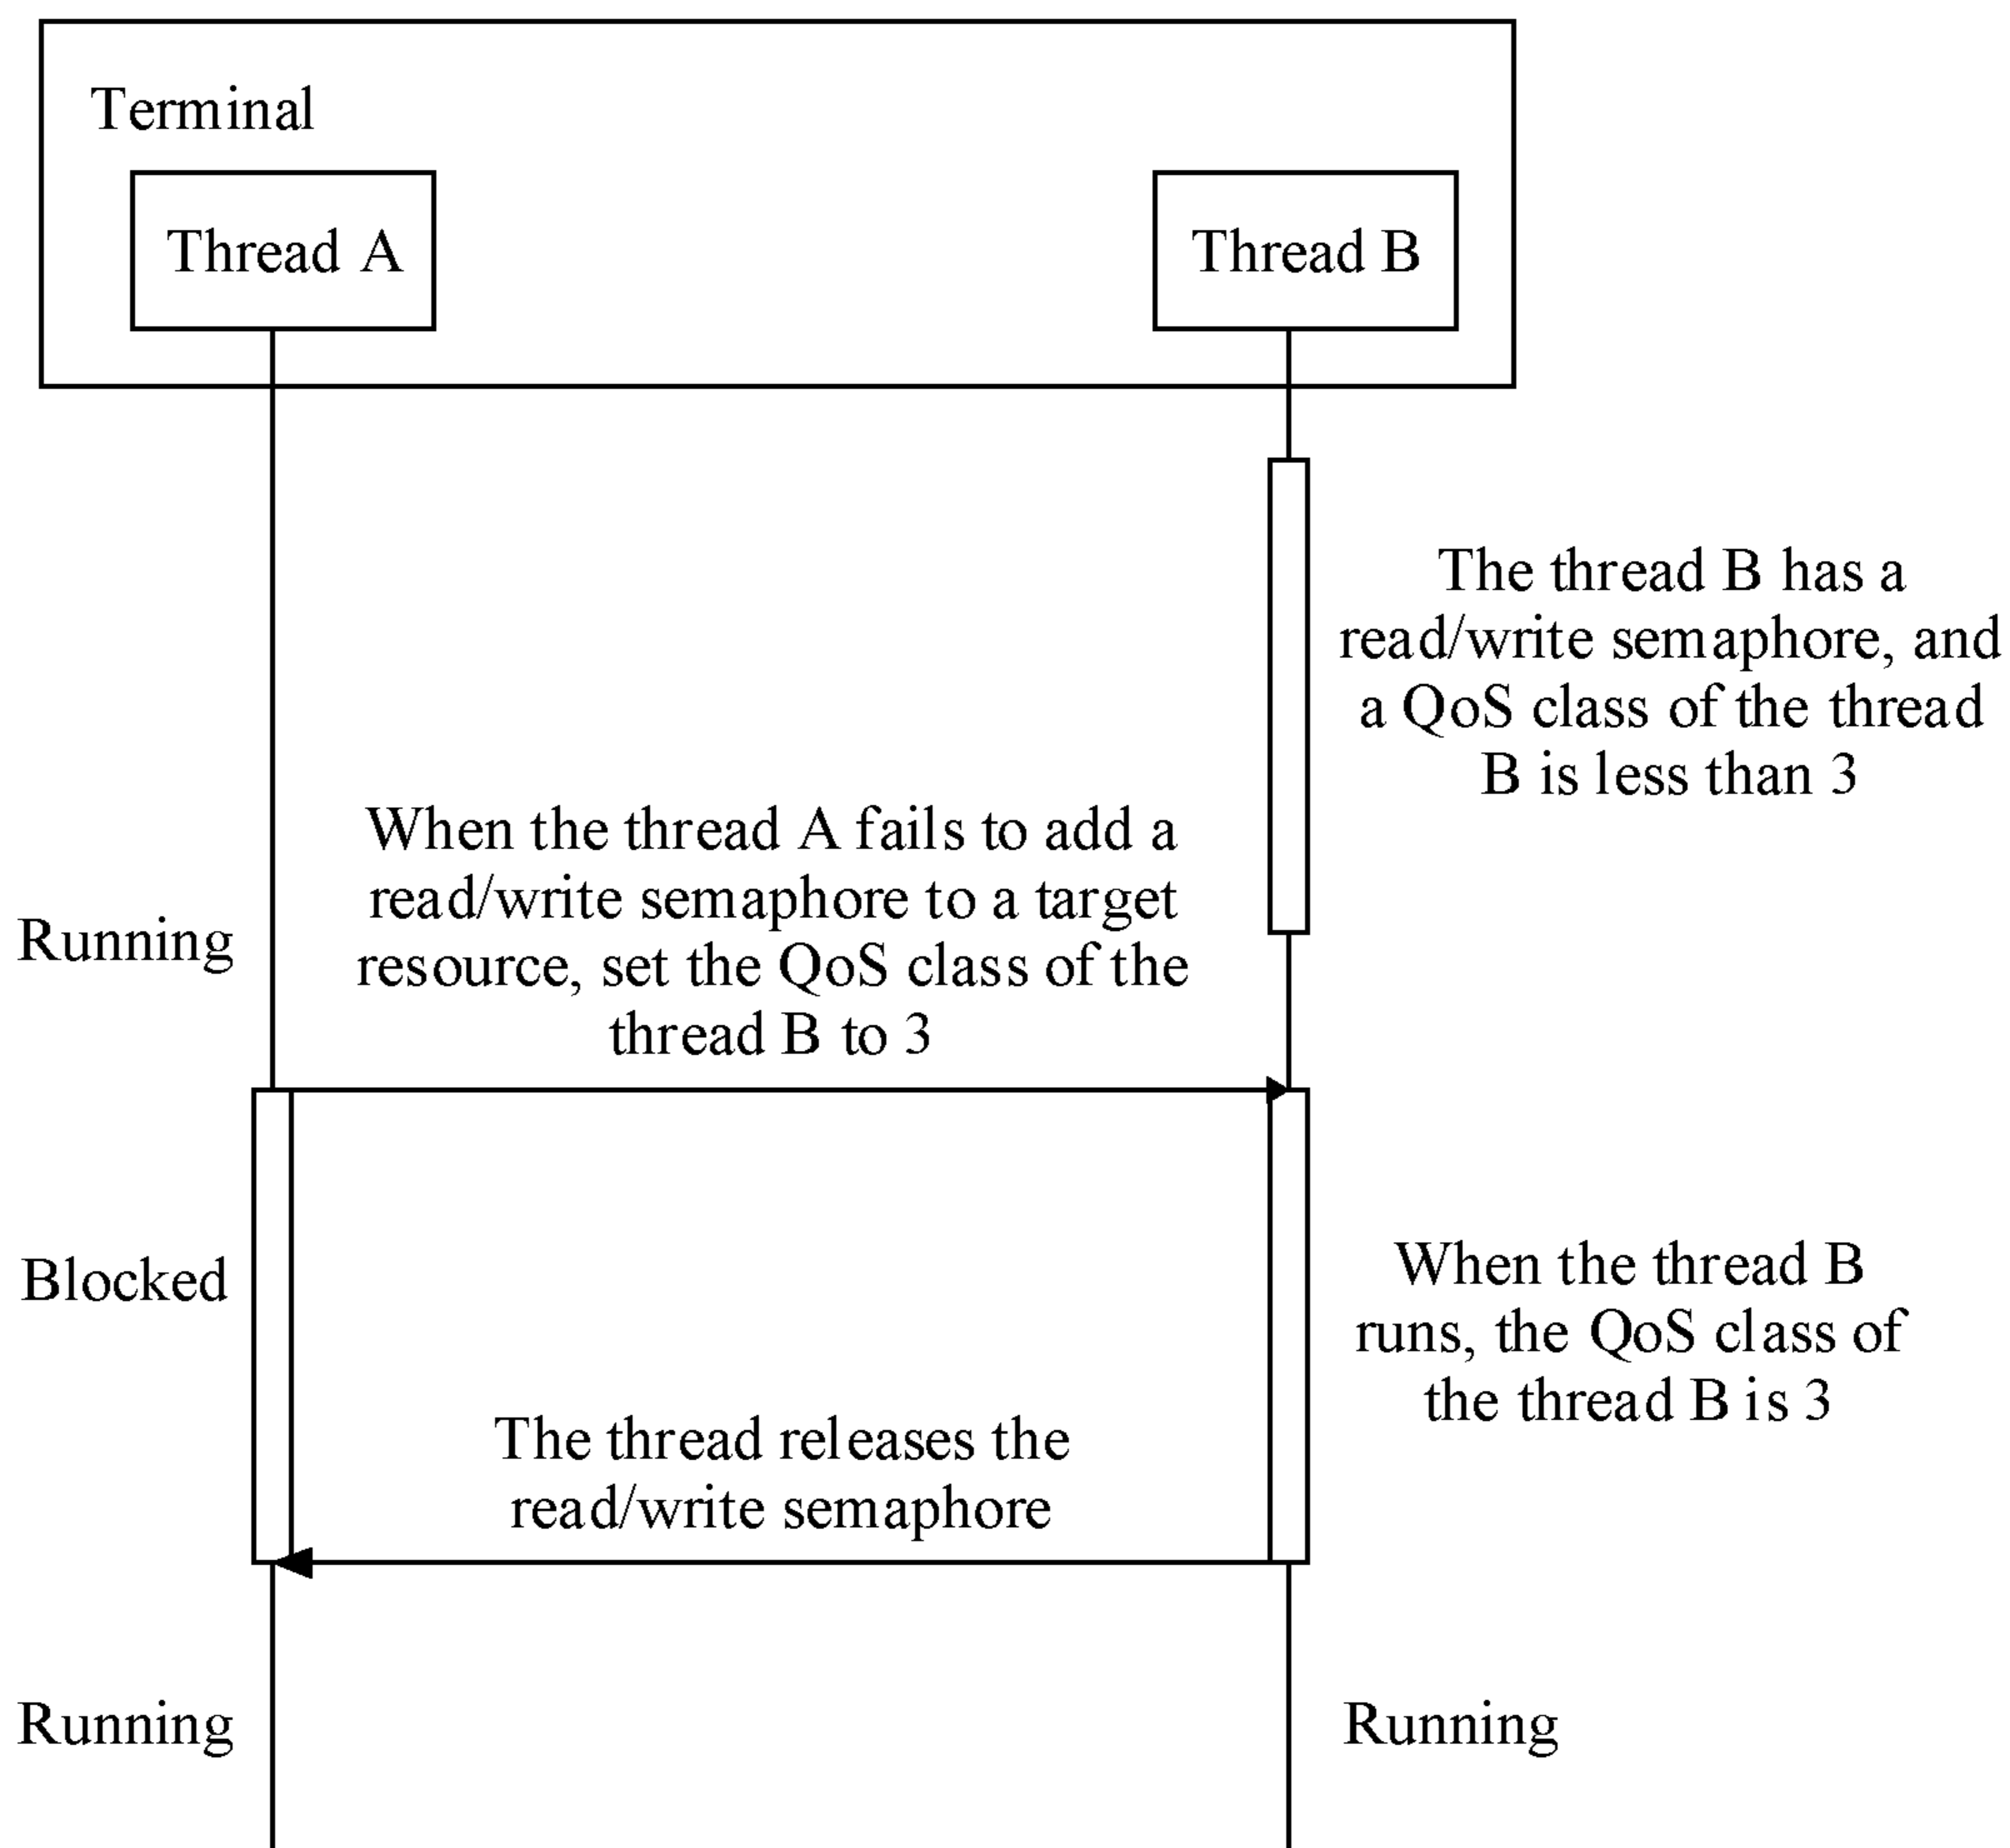 Terminal
Thread A
Thread B
The thread B has a
read/write semaphore, and
a QoS class of the thread
B is less than 3
When the thread A fails to add a
read/write semaphore to a target
resource, set the QoS class of the
thread B to 3
Running
Blocked
When the thread B
runs, the QoS class of
the thread B is 3
The thread releases the
read/write semaphore
Running
Running